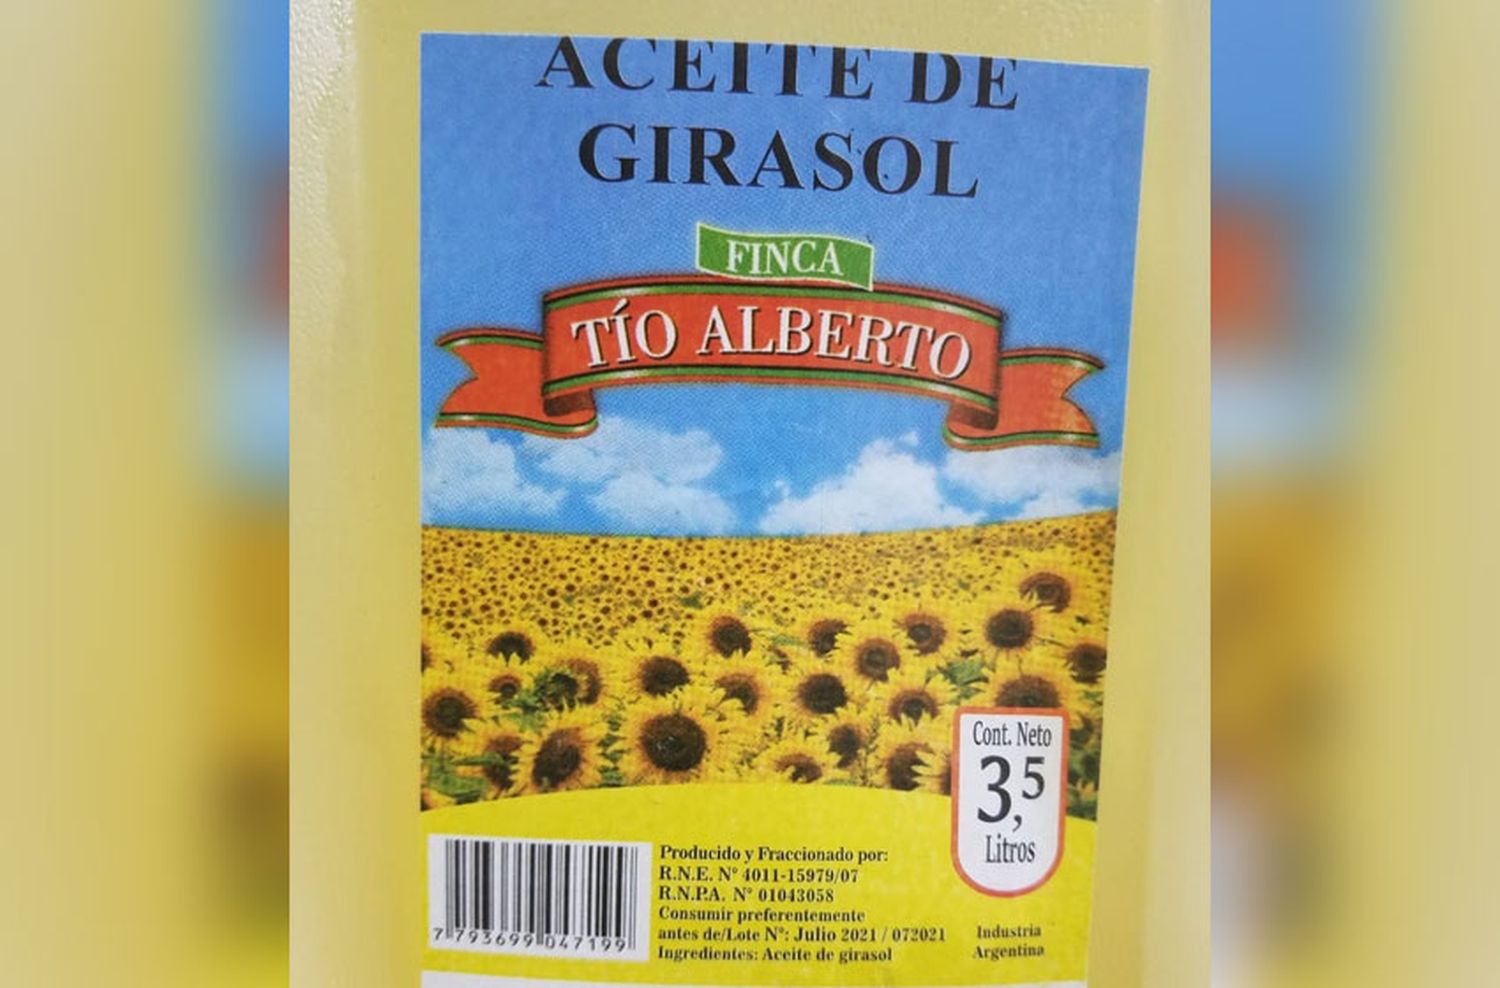 ACEITE DE
GIRASOL
FINCA
TÍO ALBERTO
Cont. Neto
3,5
Litros
Producido y Fraccionado por:
R.N.E. N° 4011-15979/07
R.N.P.A. N° 01043058
Consumir preferentemente
antes de/Lote N°: Julio 2021 / 072021
Ingredientes: Aceite de girasol
Industria
Argentina
7 793699 047199